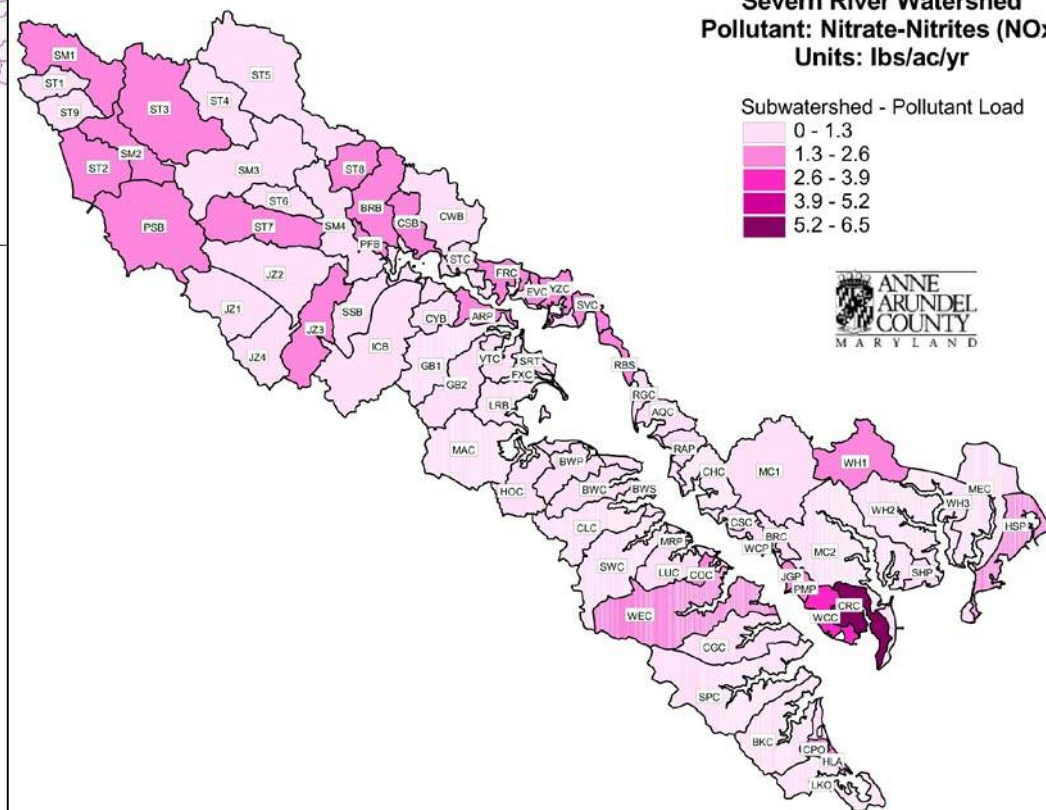 Severn River Watershed
Pollutant: Nitrate-Nitrites (NOx
Units: lbs/ac/yr
Subwatershed - Pollutant Load
0 - 1.3
1.3 - 2.6
2.6 - 3.9
3.9 - 5.2
5.2 - 6.5
ANNE
ARUNDEL
COUNTY
MARYLAND
SM1
ST5
ST1
ST4
ST9
ST3
SM2
ST2
SM3
ST8
ST6
BRB
CWB
CSB
PSB
ST7
SM4
PFB
STC
JZ2
FRC
EVC
YZC
SVC
JZ1
SSB
CYB
ARP
JZ3
ICB
JZ4
VTC
SRT
GB1
FXC
RBS
GB2
LRB
RGC
AQC
MAC
RAP
BWP
CHC
MC1
WH1
HOC
BWC
BWS
MEC
WH3
WH2
HSP
CLC
CSC
BRC
MRP
WCP
MC2
SWC
LUC
COC
SHP
JGP
PMP
WEC
CRC
WCC
CGC
SPC
BKC
CPO
HLA
LKO